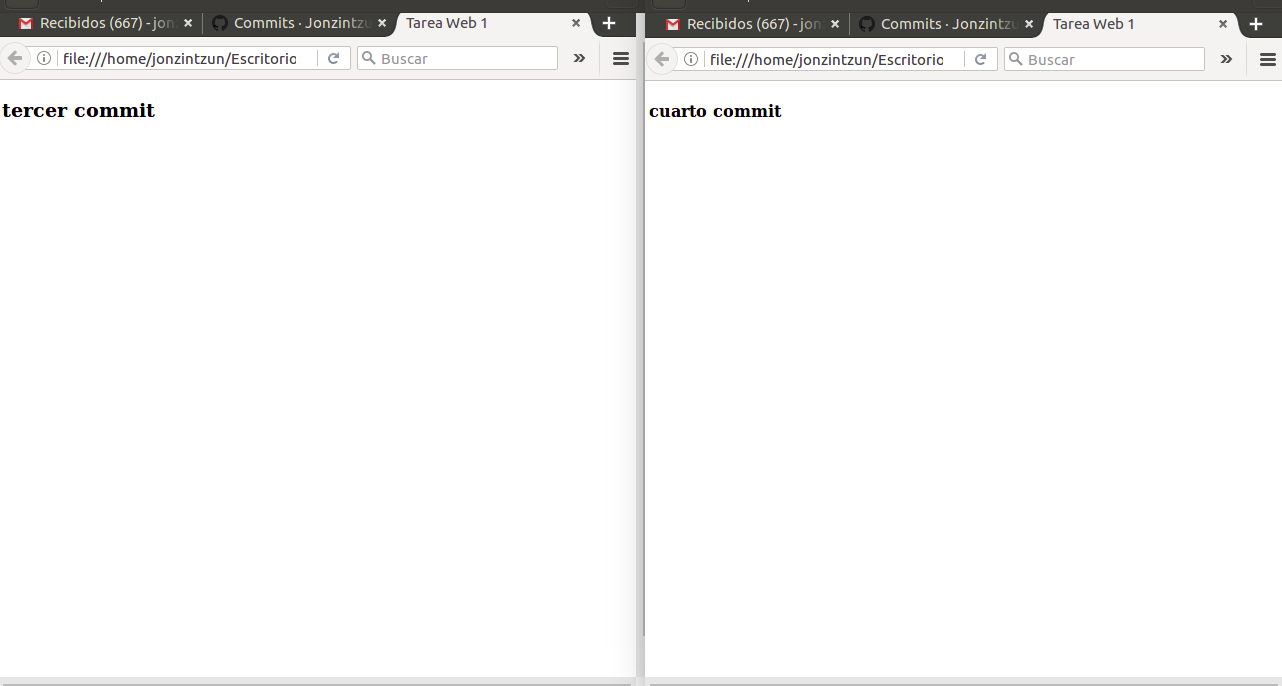 Recibidos (667) - jon
Commits · Jonzintzu
Tarea Web 1
file:///home/jonzintzun/Escritorio
Buscar
tercer commit
Recibidos (667) - jon
Commits · Jonzintzu
Tarea Web 1
file:///home/jonzintzun/Escritorio
Buscar
cuarto commit